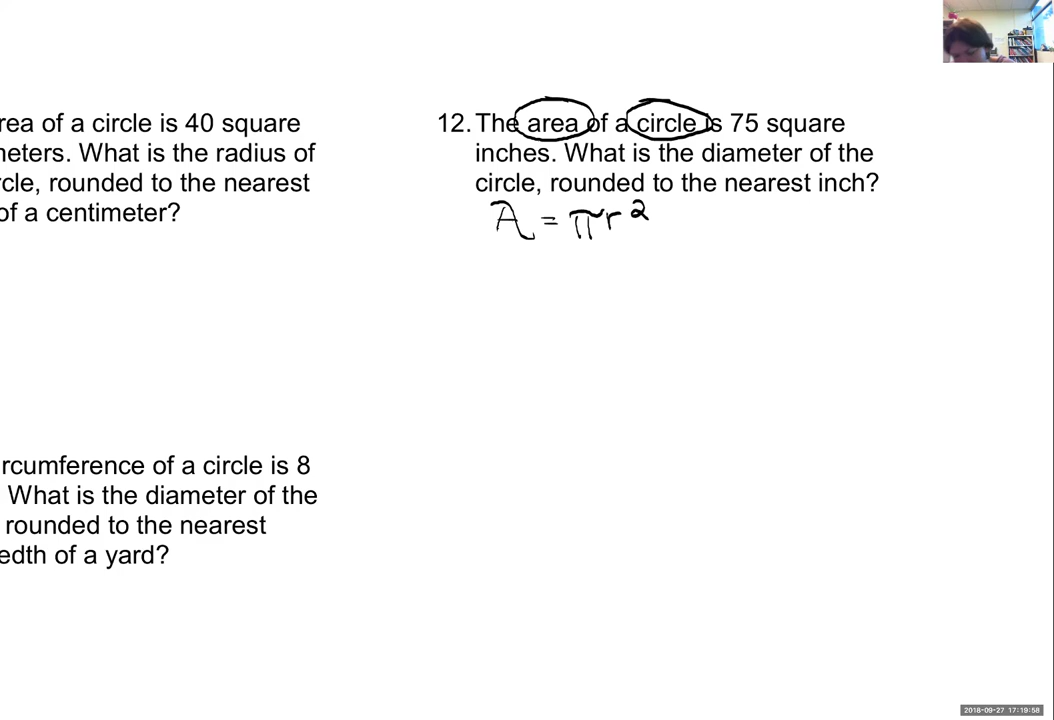 rea of a circle is 40 square
neters. What is the radius of
rcle, rounded to the nearest
of a centimeter?
12. The area of a circle is 75 square
inches. What is the diameter of the
circle, rounded to the nearest inch?
A = πr²
rcumference of a circle is 8
What is the diameter of the
rounded to the nearest
edth of a yard?
2018-09-27 17:19:58